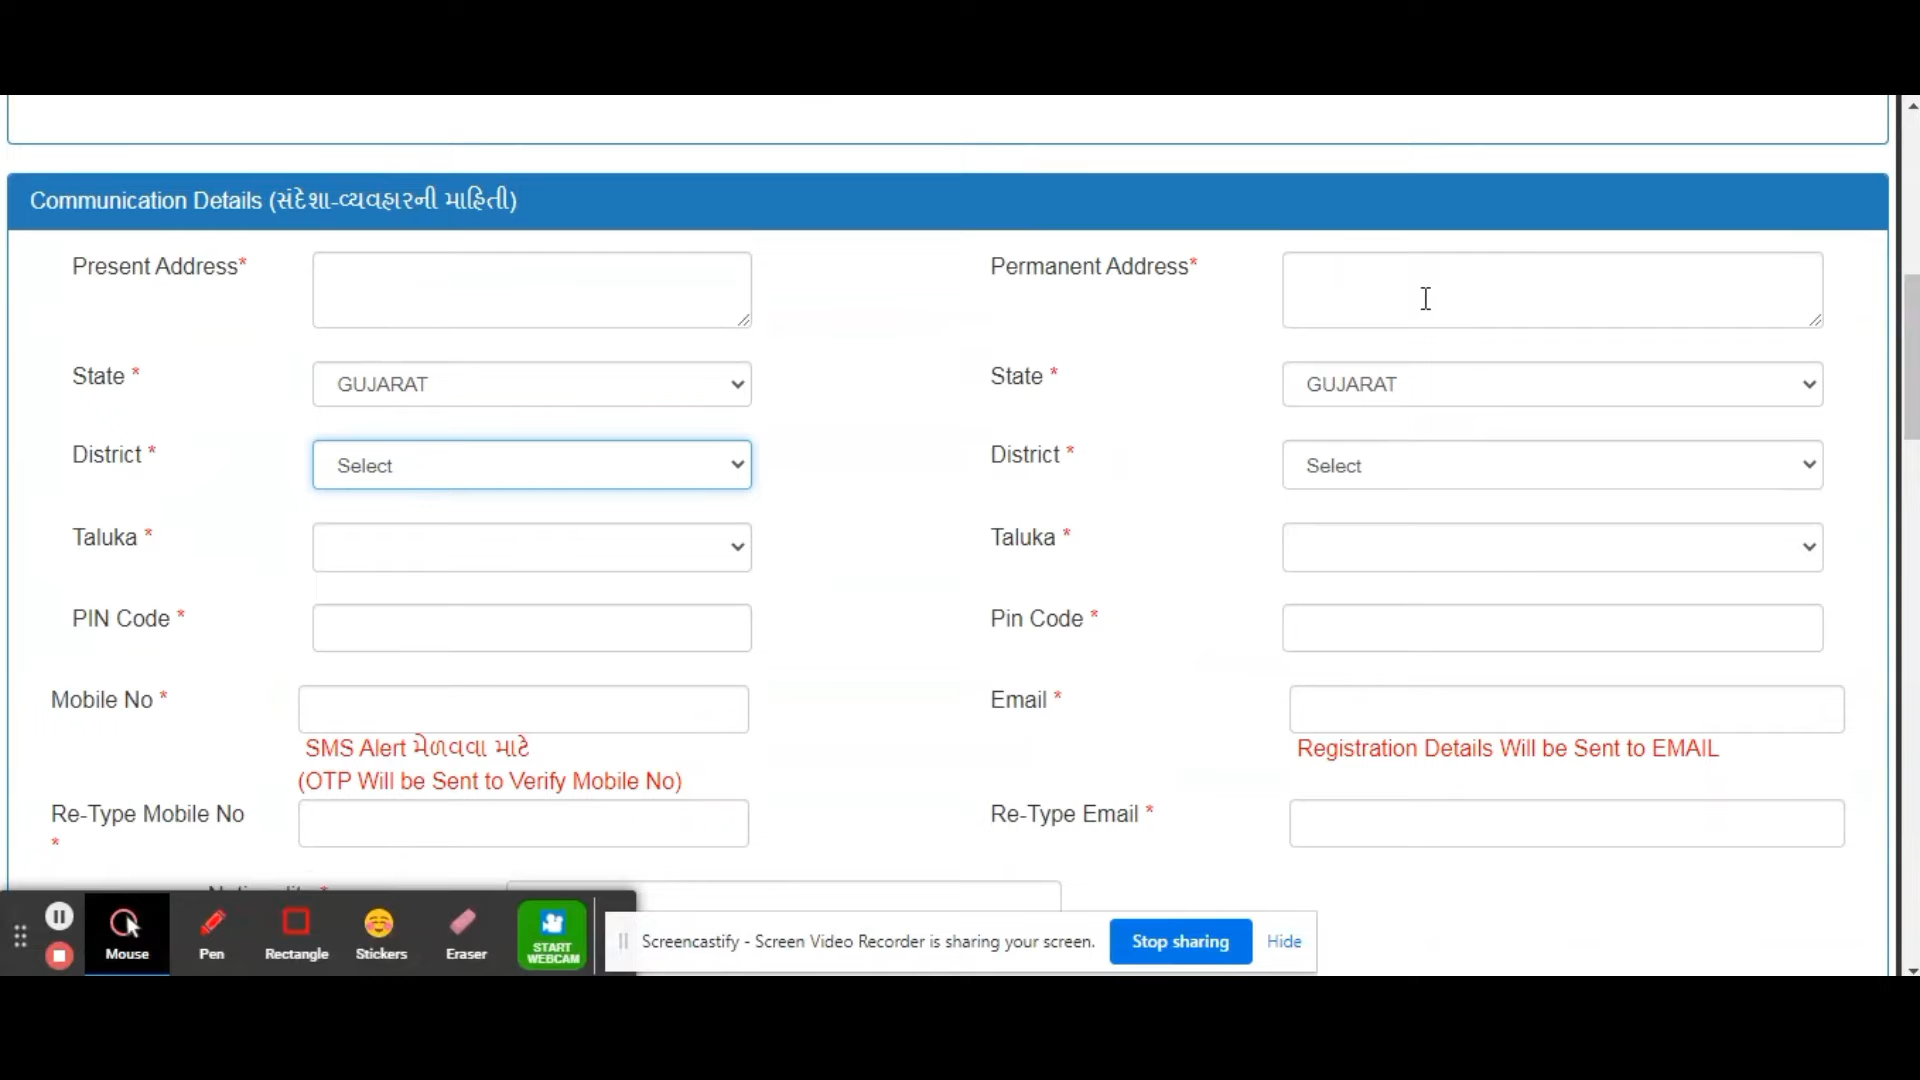 Communication Details (સંદેશા-વ્યવહારની માહિતી)
Present Address*
Permanent Address*
State *
GUJARAT
State *
GUJARAT
District *
Select
District *
Select
Taluka *
Taluka *
PIN Code *
Pin Code *
Mobile No *
Email *
SMS Alert મેળવવા માટે
Registration Details Will be Sent to EMAIL
(OTP Will be Sent to Verify Mobile No)
Re-Type Mobile No
*
Re-Type Email *
Mouse
Pen
Rectangle
Stickers
Eraser
START
WEBCAM
Screencastify - Screen Video Recorder is sharing your screen.
Stop sharing
Hide